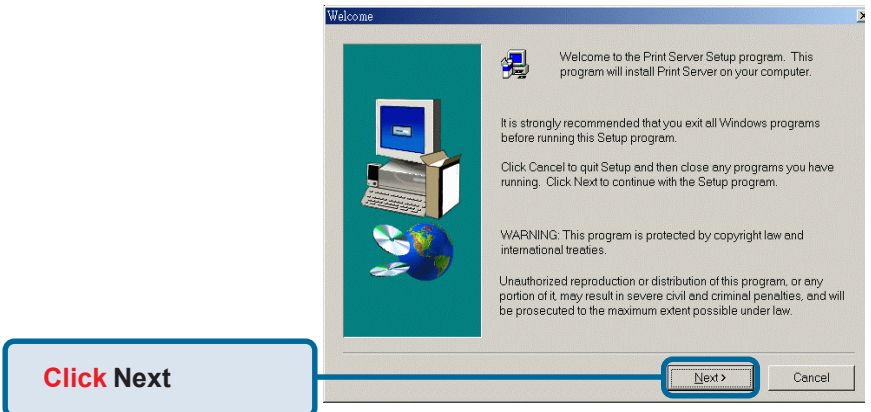 Welcome
Welcome to the Print Server Setup program. This
program will install Print Server on your computer.
It is strongly recommended that you exit all Windows programs
before running this Setup program.
Click Cancel to quit Setup and then close any programs you have
running. Click Next to continue with the Setup program.
WARNING: This program is protected by copyright law and
international treaties.
Unauthorized reproduction or distribution of this program, or any
portion of it, may result in severe civil and criminal penalties, and will
be prosecuted to the maximum extent possible under law.
Click Next
Next >
Cancel